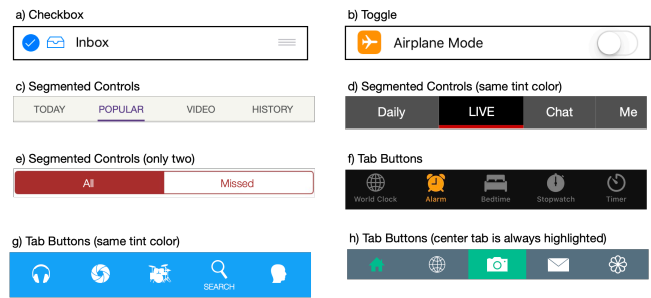 a) Checkbox
Inbox
b) Toggle
Airplane Mode
c) Segmented Controls
TODAY POPULAR VIDEO HISTORY
d) Segmented Controls (same tint color)
Daily LIVE Chat Me
e) Segmented Controls (only two)
All Missed
f) Tab Buttons
World Clock Alarm Bedtime Stopwatch Timer
g) Tab Buttons (same tint color)
SEARCH
h) Tab Buttons (center tab is always highlighted)